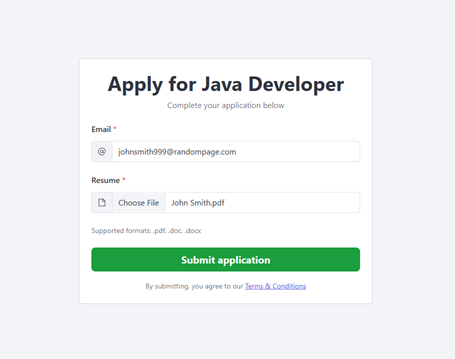 Apply for Java Developer
Complete your application below
Email *
@ johnsmith999@randompage.com
Resume *
Choose File John Smith.pdf
Supported formats: .pdf, .doc, .docx
Submit application
By submitting, you agree to our Terms & Conditions